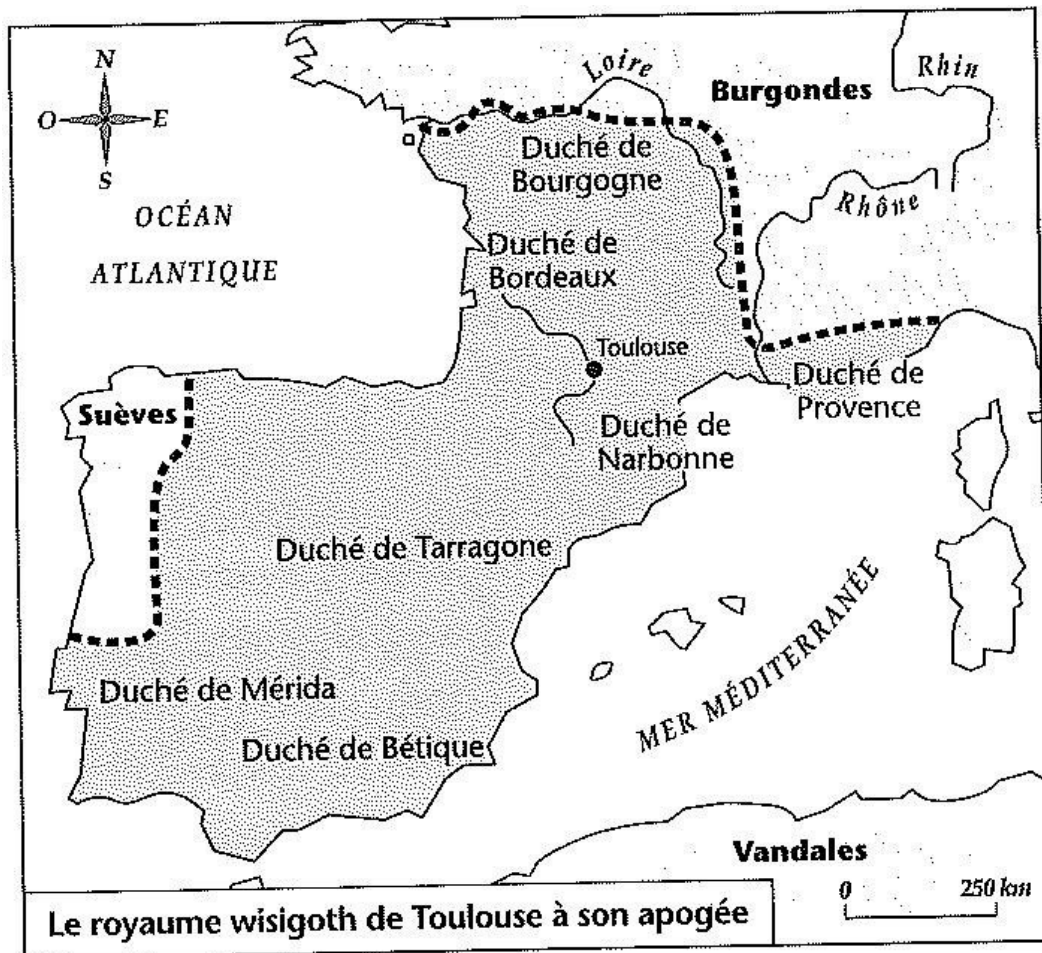 N
O
E
S
OCÉAN
ATLANTIQUE
Loire
Burgondes
Rhin
Duché de
Bourgogne
Rhône
Duché de
Bordeaux
Toulouse
Duché de
Provence
Suèves
Duché de
Narbonne
Duché de Tarragone
MER MÉDITERRANÉE
Duché de Mérida
Duché de Bétique
Vandales
0
250 km
Le royaume wisigoth de Toulouse à son apogée